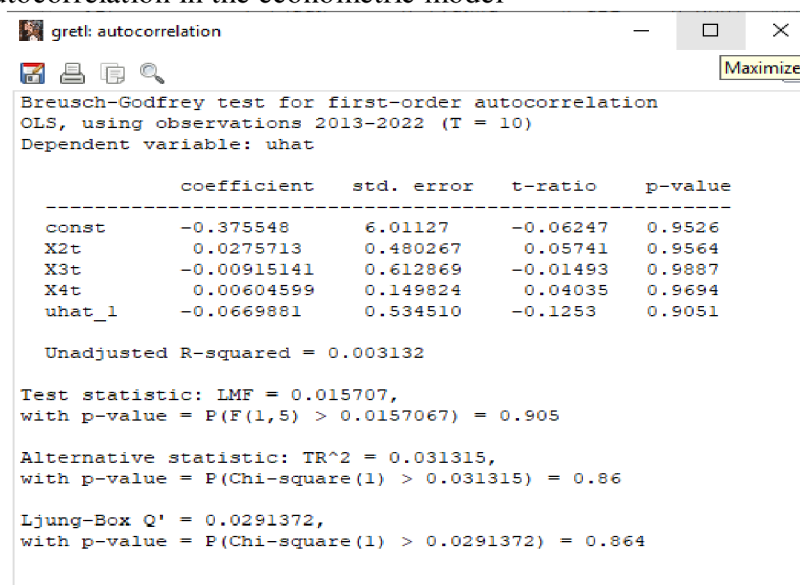 autocorrelation in the econometric model
gretl: autocorrelation
Maximize
Breusch-Godfrey test for first-order autocorrelation
OLS, using observations 2013-2022 (T = 10)
Dependent variable: uhat
coefficient std. error t-ratio p-value
const -0.375548 6.01127 -0.06247 0.9526
X2t 0.0275713 0.480267 0.05741 0.9564
X3t -0.00915141 0.612869 -0.01493 0.9887
X4t 0.00604599 0.149824 0.04035 0.9694
uhat_1 -0.0669881 0.534510 -0.1253 0.9051
Unadjusted R-squared = 0.003132
Test statistic: LMF = 0.015707,
with p-value = P(F(1,5) > 0.0157067) = 0.905
Alternative statistic: TR^2 = 0.031315,
with p-value = P(Chi-square(1) > 0.031315) = 0.86
Ljung-Box Q' = 0.0291372,
with p-value = P(Chi-square(1) > 0.0291372) = 0.864